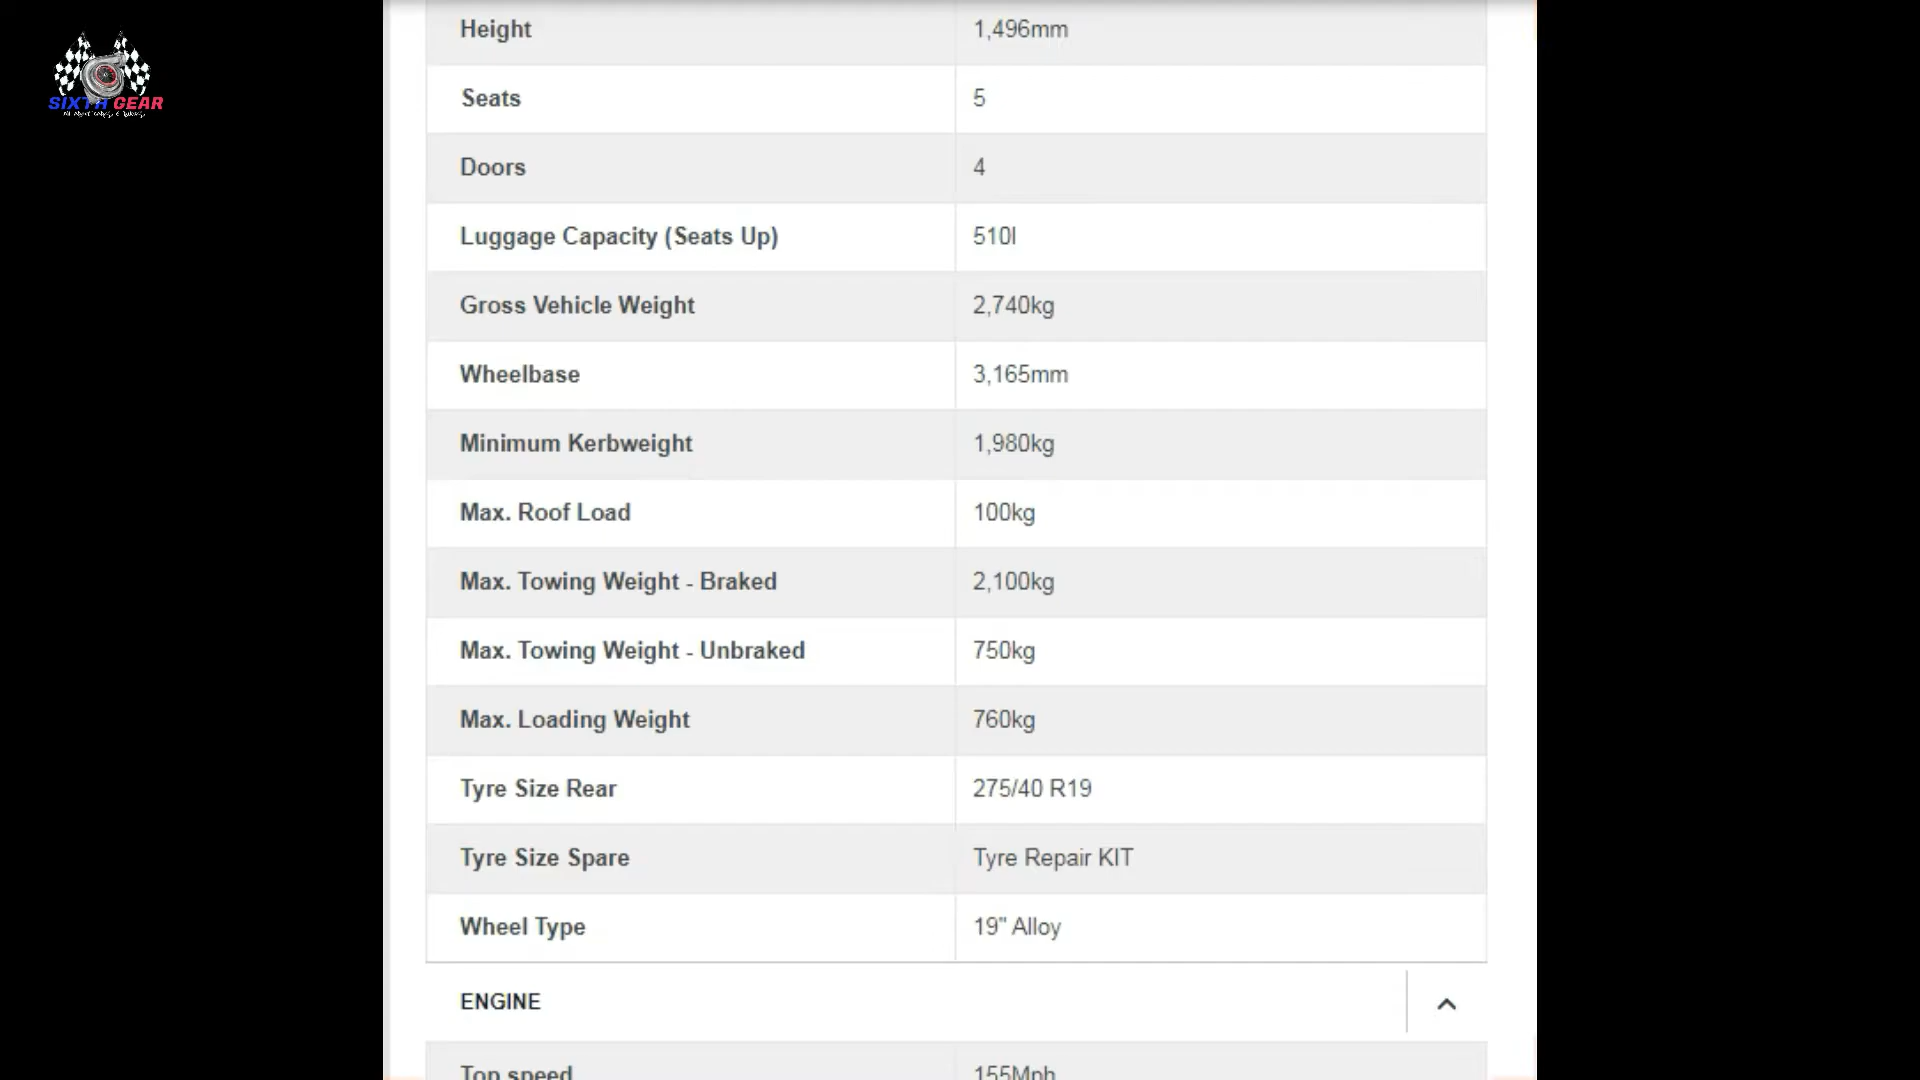 SIXTH GEAR
Height 1,496mm
Seats 5
Doors 4
Luggage Capacity (Seats Up) 510l
Gross Vehicle Weight 2,740kg
Wheelbase 3,165mm
Minimum Kerbweight 1,980kg
Max. Roof Load 100kg
Max. Towing Weight - Braked 2,100kg
Max. Towing Weight - Unbraked 750kg
Max. Loading Weight 760kg
Tyre Size Rear 275/40 R19
Tyre Size Spare Tyre Repair KIT
Wheel Type 19" Alloy
ENGINE
Top speed 155Mph